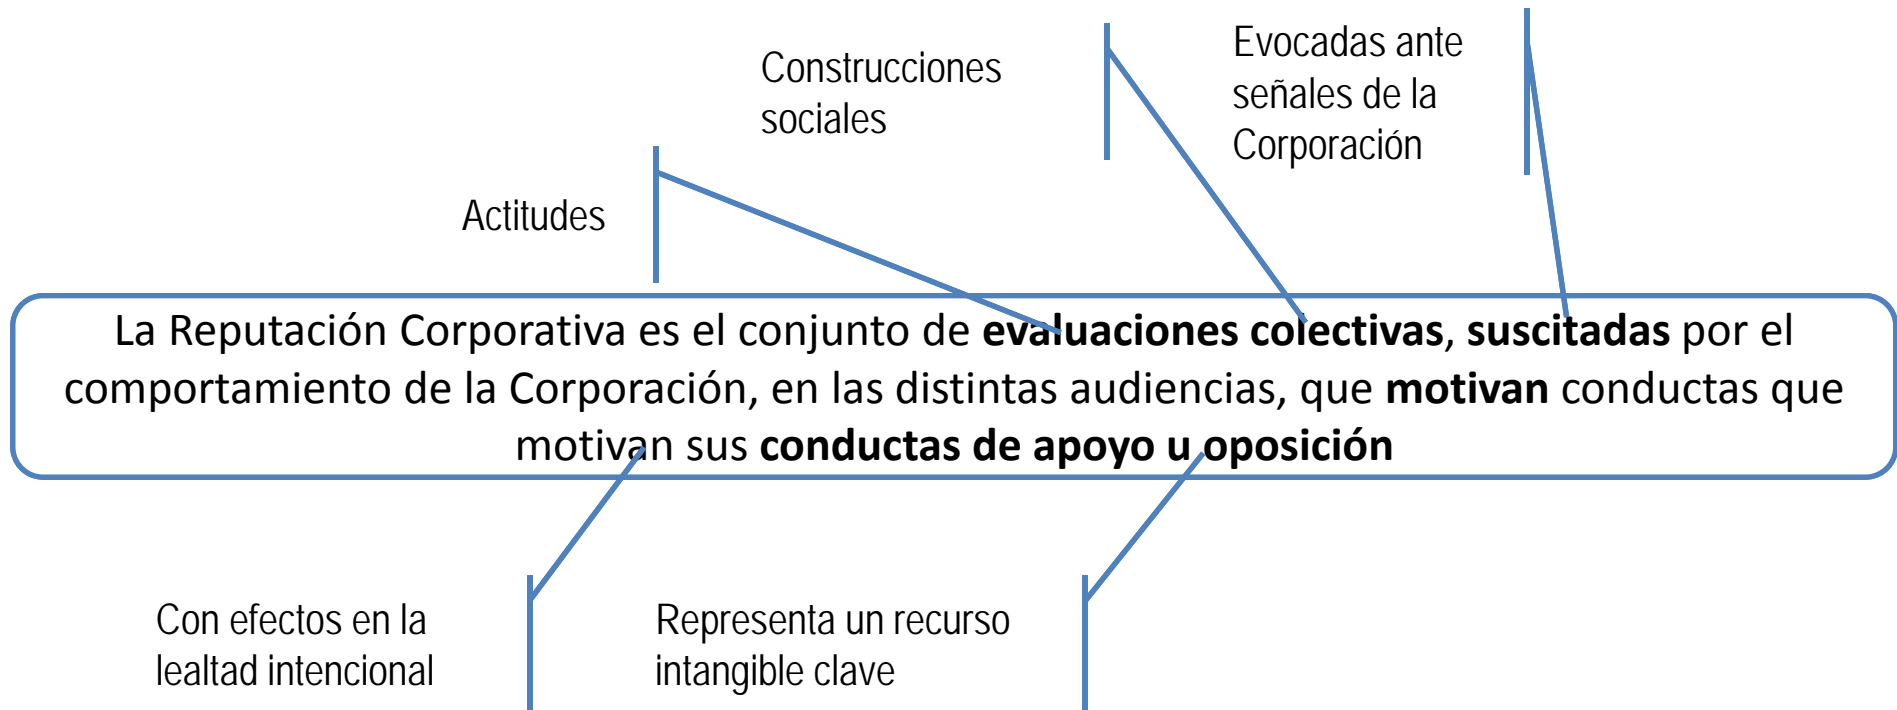 Construcciones
sociales
Evocadas ante
señales de la
Corporación
Actitudes
La Reputación Corporativa es el conjunto de evaluaciones colectivas, suscitadas por el
comportamiento de la Corporación, en las distintas audiencias, que motivan conductas que
motivan sus conductas de apoyo u oposición
Con efectos en la
lealtad intencional
Representa un recurso
intangible clave